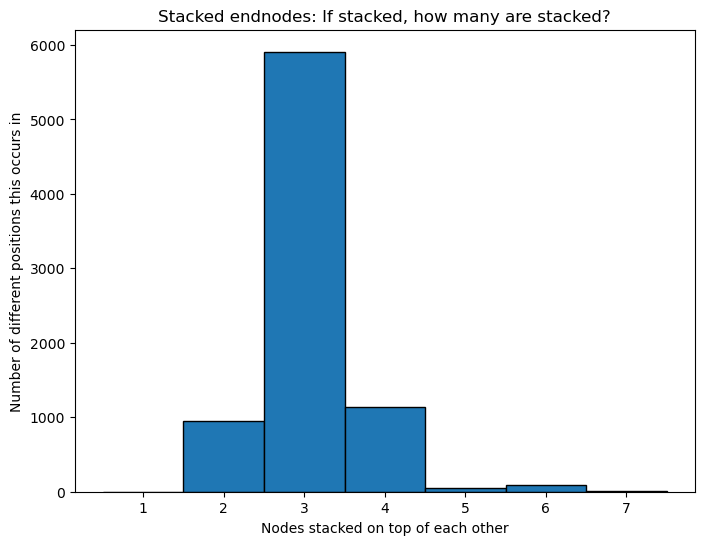 Stacked endnodes: If stacked, how many are stacked?
6000
5000
4000
3000
2000
1000
0
Number of different positions this occurs in
1 2 3 4 5 6 7
Nodes stacked on top of each other